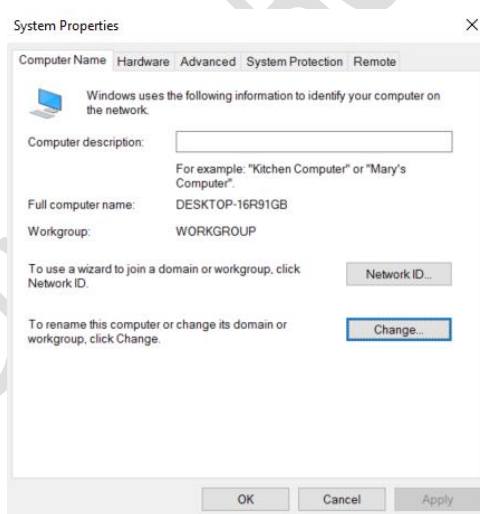 System Properties
Computer Name Hardware Advanced System Protection Remote
Windows uses the following information to identify your computer on
the network.
Computer description:
For example: "Kitchen Computer" or "Mary's
Computer".
Full computer name: DESKTOP-16R91GB
Workgroup: WORKGROUP
To use a wizard to join a domain or workgroup, click
Network ID.
Network ID...
To rename this computer or change its domain or
workgroup, click Change.
Change...
OK Cancel Apply